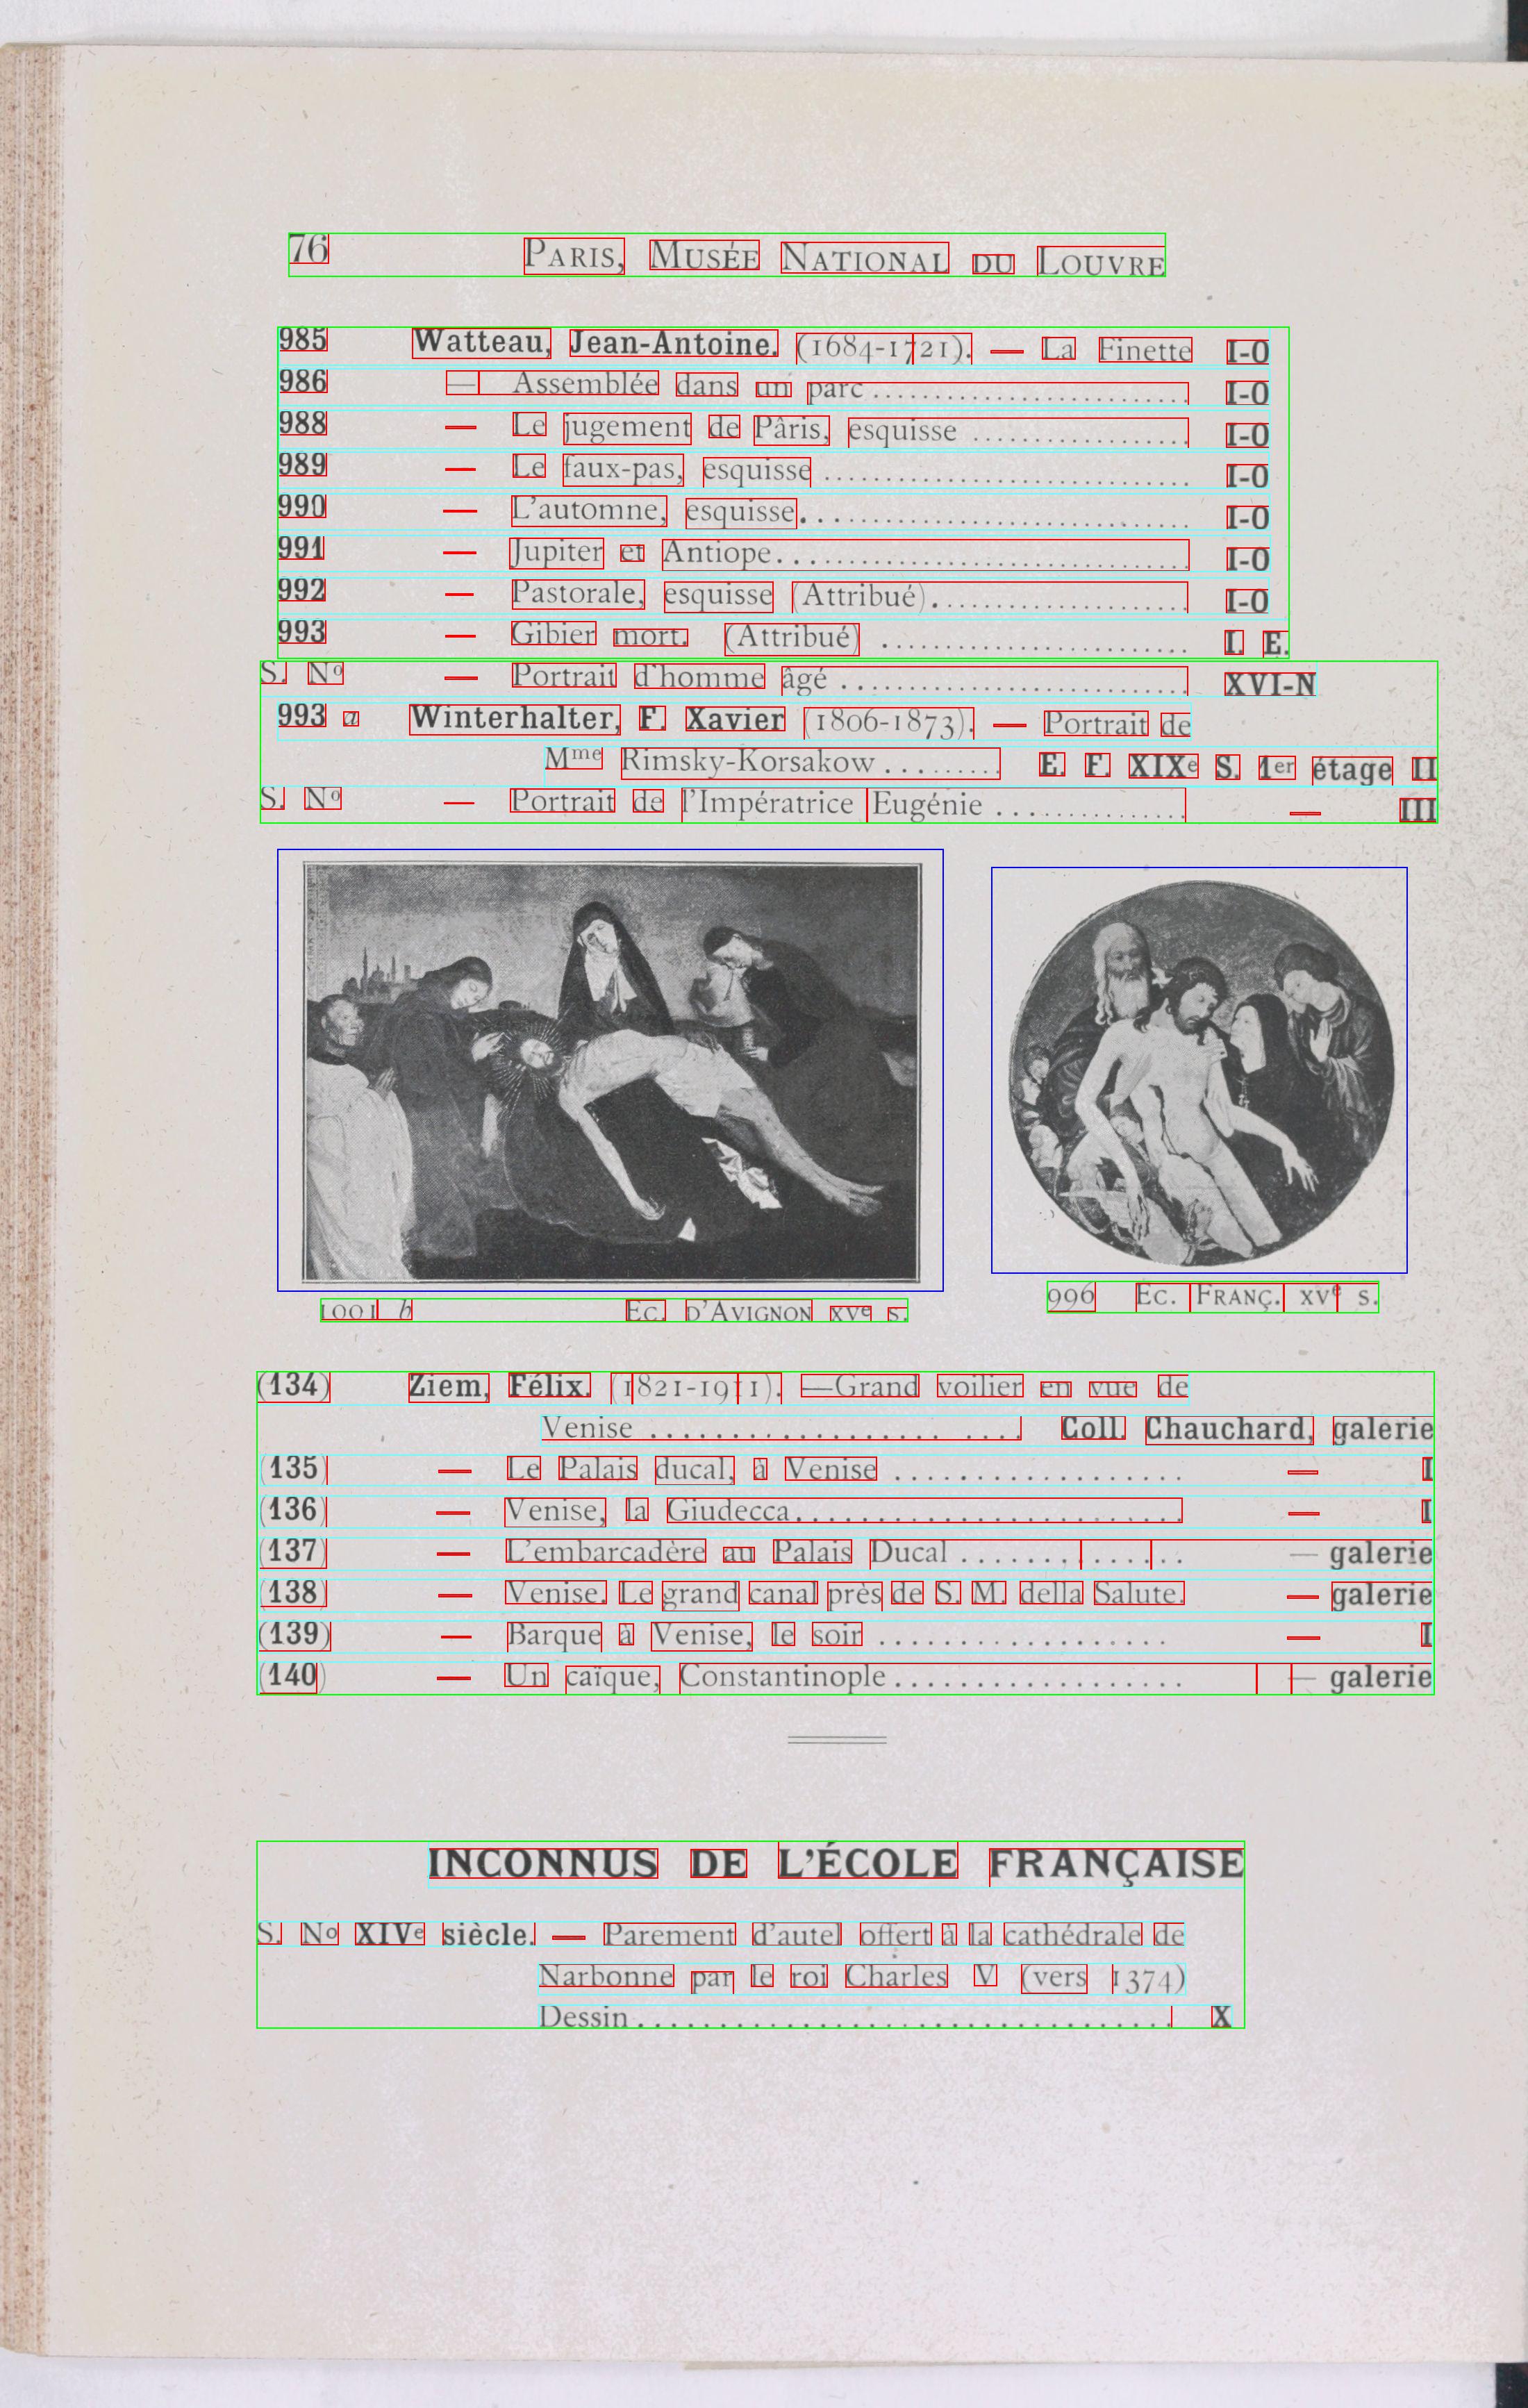 76 PARIS, MUSÉE NATIONAL DU LOUVRE
985 Watteau, Jean-Antoine. (1684-1721). — La Finette I-O
986 — Assemblée dans un parc ........................ I-O
988 — Le jugement de Pâris, esquisse ................. I-O
989 — Le faux-pas, esquisse ............................ I-O
990 — L'automne, esquisse............................. I-O
991 — Jupiter et Antiope............................... I-O
992 — Pastorale, esquisse (Attribué).................... I-O
993 — Gibier mort. (Attribué) ........................ I. E.
S. Nº — Portrait d'homme âgé ........................... XVI-N
993 a Winterhalter, F. Xavier (1806-1873). — Portrait de
Mme Rimsky-Korsakow ......... E. F. XIXe S. 1er étage II
S. Nº — Portrait de l'Impératrice Eugénie ............... — III
1001 b EC. D'AVIGNON XVe S.
996 EC. FRANÇ. XVe S.
(134) Ziem, Félix. (1821-1911). —Grand voilier en vue de
Venise ...................... Coll. Chauchard, galerie
(135) — Le Palais ducal, à Venise .................. — I
(136) — Venise, la Giudecca........................ — I
(137) — L'embarcadère au Palais Ducal .............. — galerie
(138) — Venise. Le grand canal près de S. M. della Salute. — galerie
(139) — Barque à Venise, le soir .................. — I
(140) — Un caïque, Constantinople.................. — galerie
INCONNUS DE L'ÉCOLE FRANÇAISE
S. No XIVe siècle. — Parement d'autel offert à la cathédrale de
Narbonne par le roi Charles V (vers 1374)
Dessin................................. X